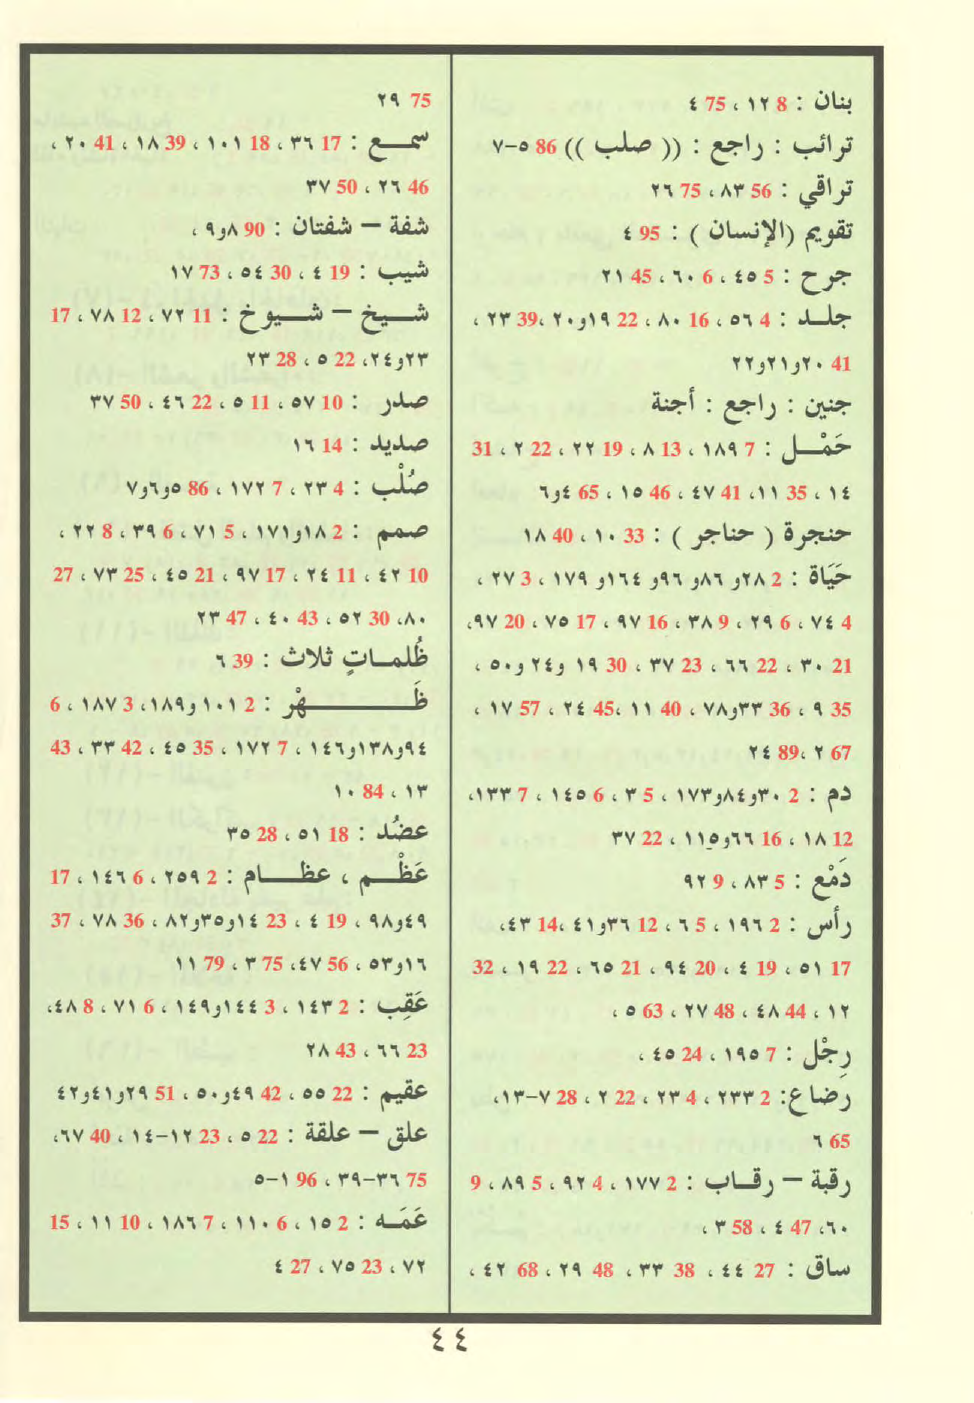 بنان : 8 ١٢ ، 75 ٤
ترائب : راجع : (( صلب )) 86 ٥-٧
تراقي : 56 ٨٣، 75 ٢٦
تقويم (الإنسان ) : 95 ٤
جرح : 5 ٤٥ ، 6 ٦٠ ، 45 ٢١
جلـد : 4 ٥٦ ، 16 ٨٠ ، 22 ١٩و٢٠ ،39 ٢٣ ،
41 ٢٠و٢١و٢٢
جنين : راجع : أجنة
حَمْـل : 7 ١٨٩ ، 13 ٨ ، 19 ٢٢ ، 22 ٢ ، 31
١٤ ، 35 ١١، 41 ٤٧ ، 46 ١٥ ، 65 ٤و٦
حنجرة ( حناجر ) : 33 ١٠ ، 40 ١٨
حَيَاة : 2 ٢٨و ٨٦و ٩٦و ١٦٤و ١٧٩ ، 3 ٢٧ ،
4 ٧٤ ، 6 ٢٩ ، 9 ٣٨ ، 16 ٩٧ ، 17 ٧٥ ، 20 ٩٧،
21 ٣٠ ، 22 ٦٦ ، 23 ٣٧ ، 30 ١٩ و٢٤ و٥٠ ،
35 ٩ ، 36 ٣٣و٧٨ ، 40 ١١ ،45 ٢٤ ، 57 ١٧ ،
67 ٢ ،89 ٢٤
دم : 2 ٣٠و٨٤و١٧٣ ، 5 ٣ ، 6 ١٤٥ ، 7 ١٣٣،
12 ١٨ ، 16 ٦٦و١١٥ ، 22 ٣٧
دَمْع : 5 ٨٣ ، 9 ٩٢
رأس : 2 ١٩٦ ، 5 ٦ ، 12 ٣٦و٤١ ،14 ٤٣،
17 ٥١ ، 19 ٤ ، 20 ٩٤ ، 21 ٦٥ ، 22 ١٩ ، 32
١٢ ، 44 ٤٨ ، 48 ٢٧ ، 63 ٥ ،
رِجْل : 7 ١٩٥ ، 24 ٤٥ ،
رِضاع: 2 ٢٣٣ ، 4 ٢٣ ، 22 ٢ ، 28 ٧-١٣،
65 ٦
رقبة – رقـاب : 2 ١٧٧ ، 4 ٩٢ ، 5 ٨٩ ، 9
٦٠، 47 ٤ ، 58 ٣ ،
ساق : 27 ٤٤ ، 38 ٣٣ ، 48 ٢٩ ، 68 ٤٢ ،
75 ٢٩
سمـع : 17 ٣٦ ، 18 ١٠١ ، 39 ١٨ ، 41 ٢٠ ،
46 ٢٦ ، 50 ٣٧
شفة – شفتان : 90 ٨و٩ ،
شيب : 19 ٤ ، 30 ٥٤ ، 73 ١٧
شـيخ – شـيوخ : 11 ٧٢ ، 12 ٧٨ ، 17
٢٣و٢٤، 22 ٥ ، 28 ٢٣
صدر : 10 ٥٧ ، 11 ٥ ، 22 ٤٦ ، 50 ٣٧
صديد : 14 ١٦
صُلْب : 4 ٢٣ ، 7 ١٧٢ ، 86 ٥و٦و٧
صمم : 2 ١٨و١٧١ ، 5 ٧١ ، 6 ٣٩ ، 8 ٢٢ ،
10 ٤٢ ، 11 ٢٤ ، 17 ٩٧ ، 21 ٤٥ ، 25 ٧٣ ، 27
٨٠، 30 ٥٢ ، 43 ٤٠ ، 47 ٢٣
ظُلمـاتٍ ثلاث : 39 ٦
ظَـهْر : 2 ١٠١ و١٨٩، 3 ١٨٧ ، 6
٩٤و١٣٨و١٤٦ ، 7 ١٧٢ ، 35 ٤٥ ، 42 ٣٣ ، 43
١٣ ، 84 ١٠
عضُد : 18 ٥١ ، 28 ٣٥
عَظْـم ، عظـام : 2 ٢٥٩ ، 6 ١٤٦ ، 17
٤٩و٩٨ ، 19 ٤ ، 23 ١٤و٣٥و٨٢ ، 36 ٧٨ ، 37
١٦و٥٣ ، 56 ٤٧، 75 ٣ ، 79 ١١
عَقِب : 2 ١٤٣ ، 3 ١٤٤و١٤٩ ، 6 ٧١ ، 8 ٤٨،
23 ٦٦ ، 43 ٢٨
عقيم : 22 ٥٥ ، 42 ٤٩و٥٠ ، 51 ٢٩و٤١و٤٢
علق – علقة : 22 ٥ ، 23 ١٢-١٤ ، 40 ٦٧،
75 ٣٦-٣٩ ، 96 ١-٥
عَمَـه : 2 ١٥ ، 6 ١١٠ ، 7 ١٨٦ ، 10 ١١ ، 15
٧٢ ، 23 ٧٥ ، 27 ٤
٤٤